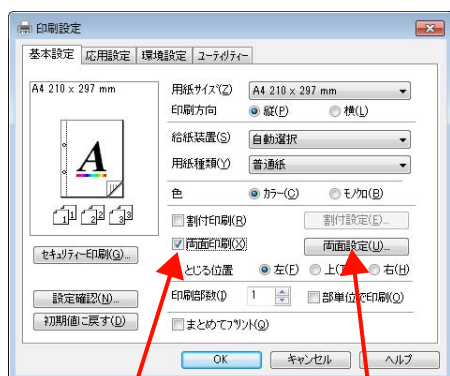 印刷設定
基本設定 応用設定 環境設定 ユーティリティー
A4 210 x 297 mm
用紙サイズ(Z) A4 210 x 297 mm
印刷方向 縦(P) 横(L)
給紙装置(S) 自動選択
用紙種類(Y) 普通紙
A
色 カラー(C) モノクロ(B)
1 1 2 2 3 3
割付印刷(R) 割付設定(E)...
両面印刷(X) 両面設定(U)...
セキュリティー印刷(G)...
とじる位置 左(F) 上(T) 右(H)
設定確認(N)...
印刷部数(I) 1 部単位で印刷(O)
初期値に戻す(D)
まとめてプリント(Q)
OK キャンセル ヘルプ